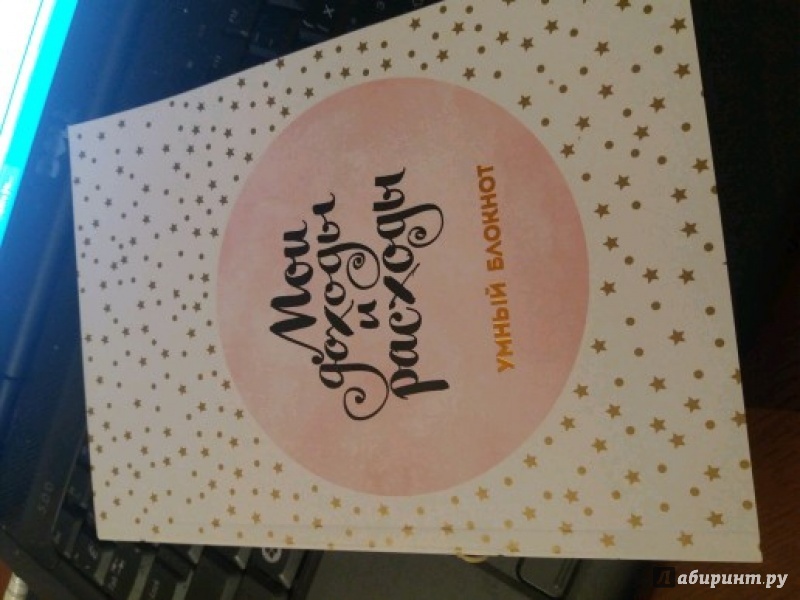 Мои
доходы
и
расходы
УМНЫЙ БЛОКНОТ
Лабиринт.ру